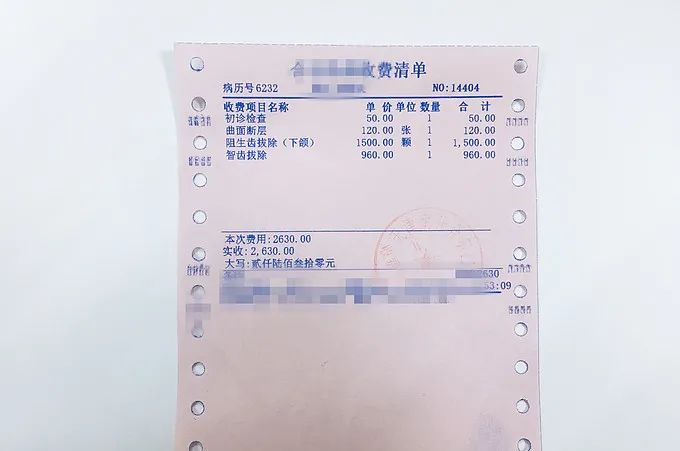 收费清单
病历号6232 NO:14404
收费项目名称 单 价 单位 数量 合 计
初诊检查 50.00 1 50.00
曲面断层 120.00 张 1 120.00
阻生齿拔除（下颌） 1500.00 颗 1 1,500.00
智齿拔除 960.00 1 960.00
本次费用:2630.00
实收:2,630.00
大写:贰仟陆佰叁拾零元
2630
53:09